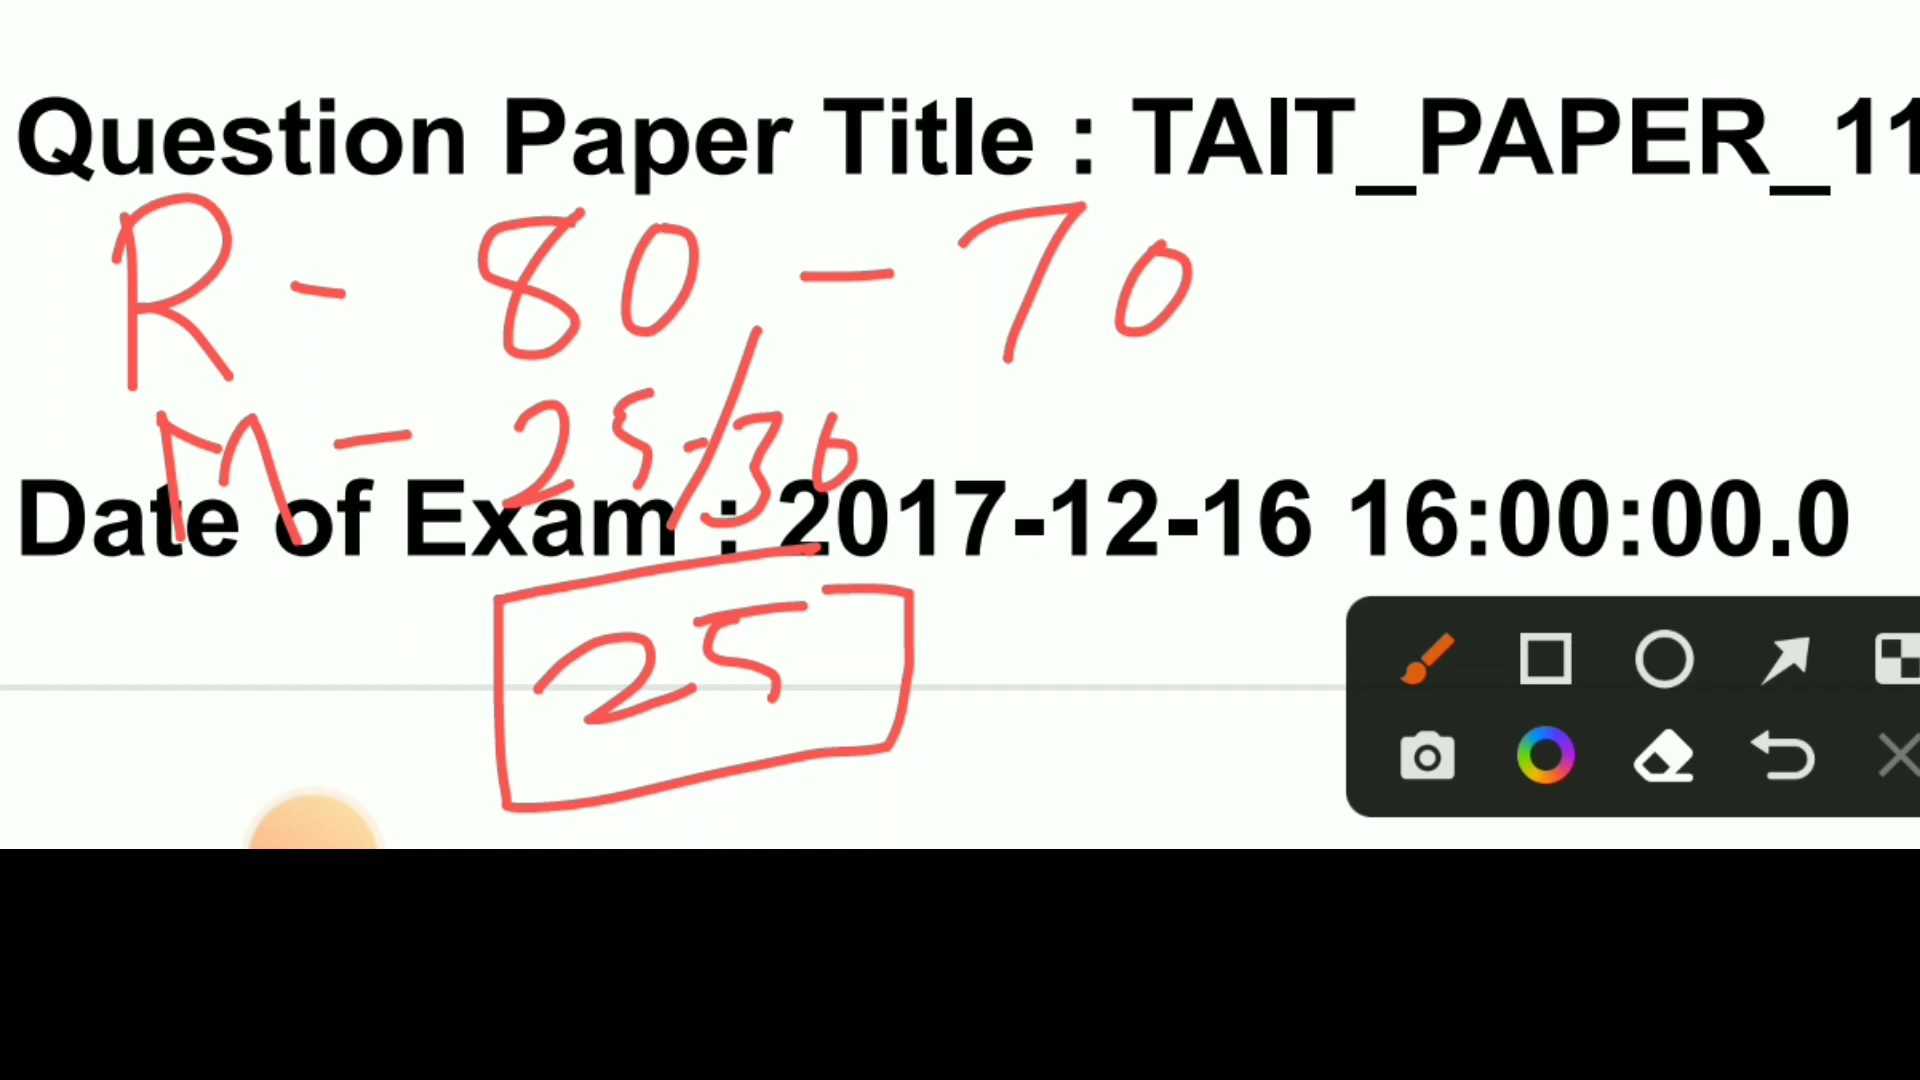 Question Paper Title : TAIT_PAPER_11
R - 80 - 70
M - 25-/30
Date of Exam : 2017-12-16 16:00:00.0
25